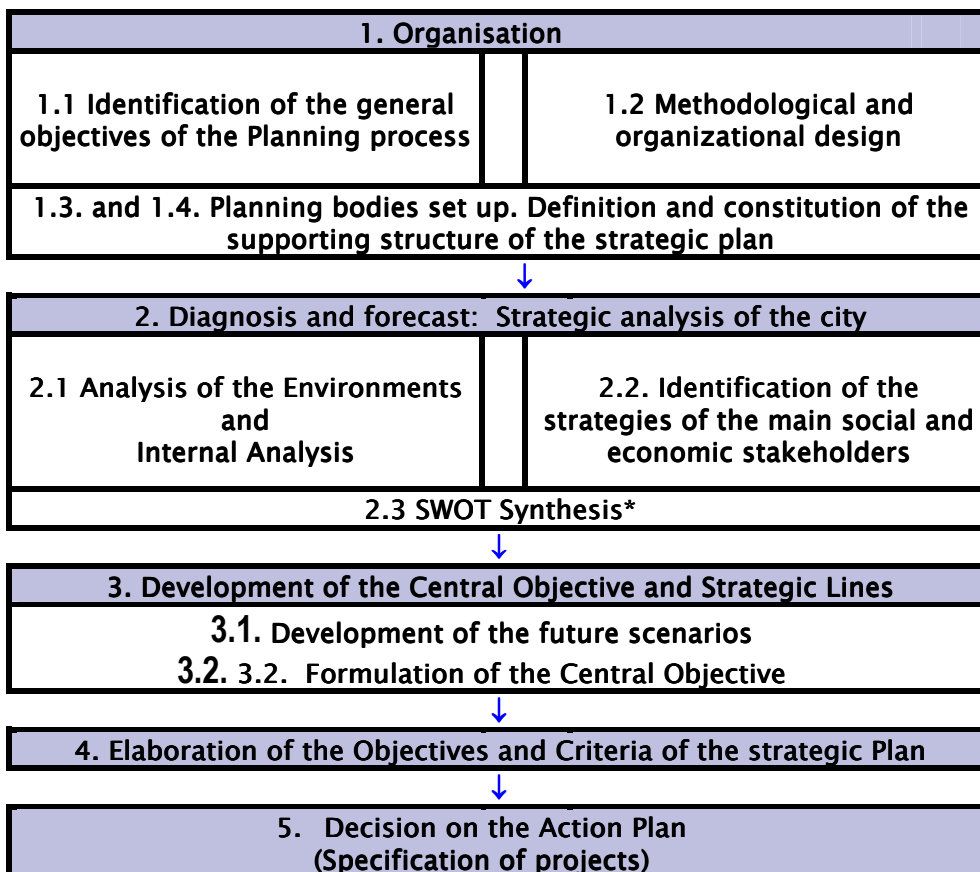 1. Organisation
1.1 Identification of the general
objectives of the Planning process
1.2 Methodological and
organizational design
1.3. and 1.4. Planning bodies set up. Definition and constitution of the
supporting structure of the strategic plan
↓
2. Diagnosis and forecast: Strategic analysis of the city
2.1 Analysis of the Environments
and
Internal Analysis
2.2. Identification of the
strategies of the main social and
economic stakeholders
2.3 SWOT Synthesis*
↓
3. Development of the Central Objective and Strategic Lines
3.1. Development of the future scenarios
3.2. 3.2. Formulation of the Central Objective
↓
4. Elaboration of the Objectives and Criteria of the strategic Plan
↓
5. Decision on the Action Plan
(Specification of projects)